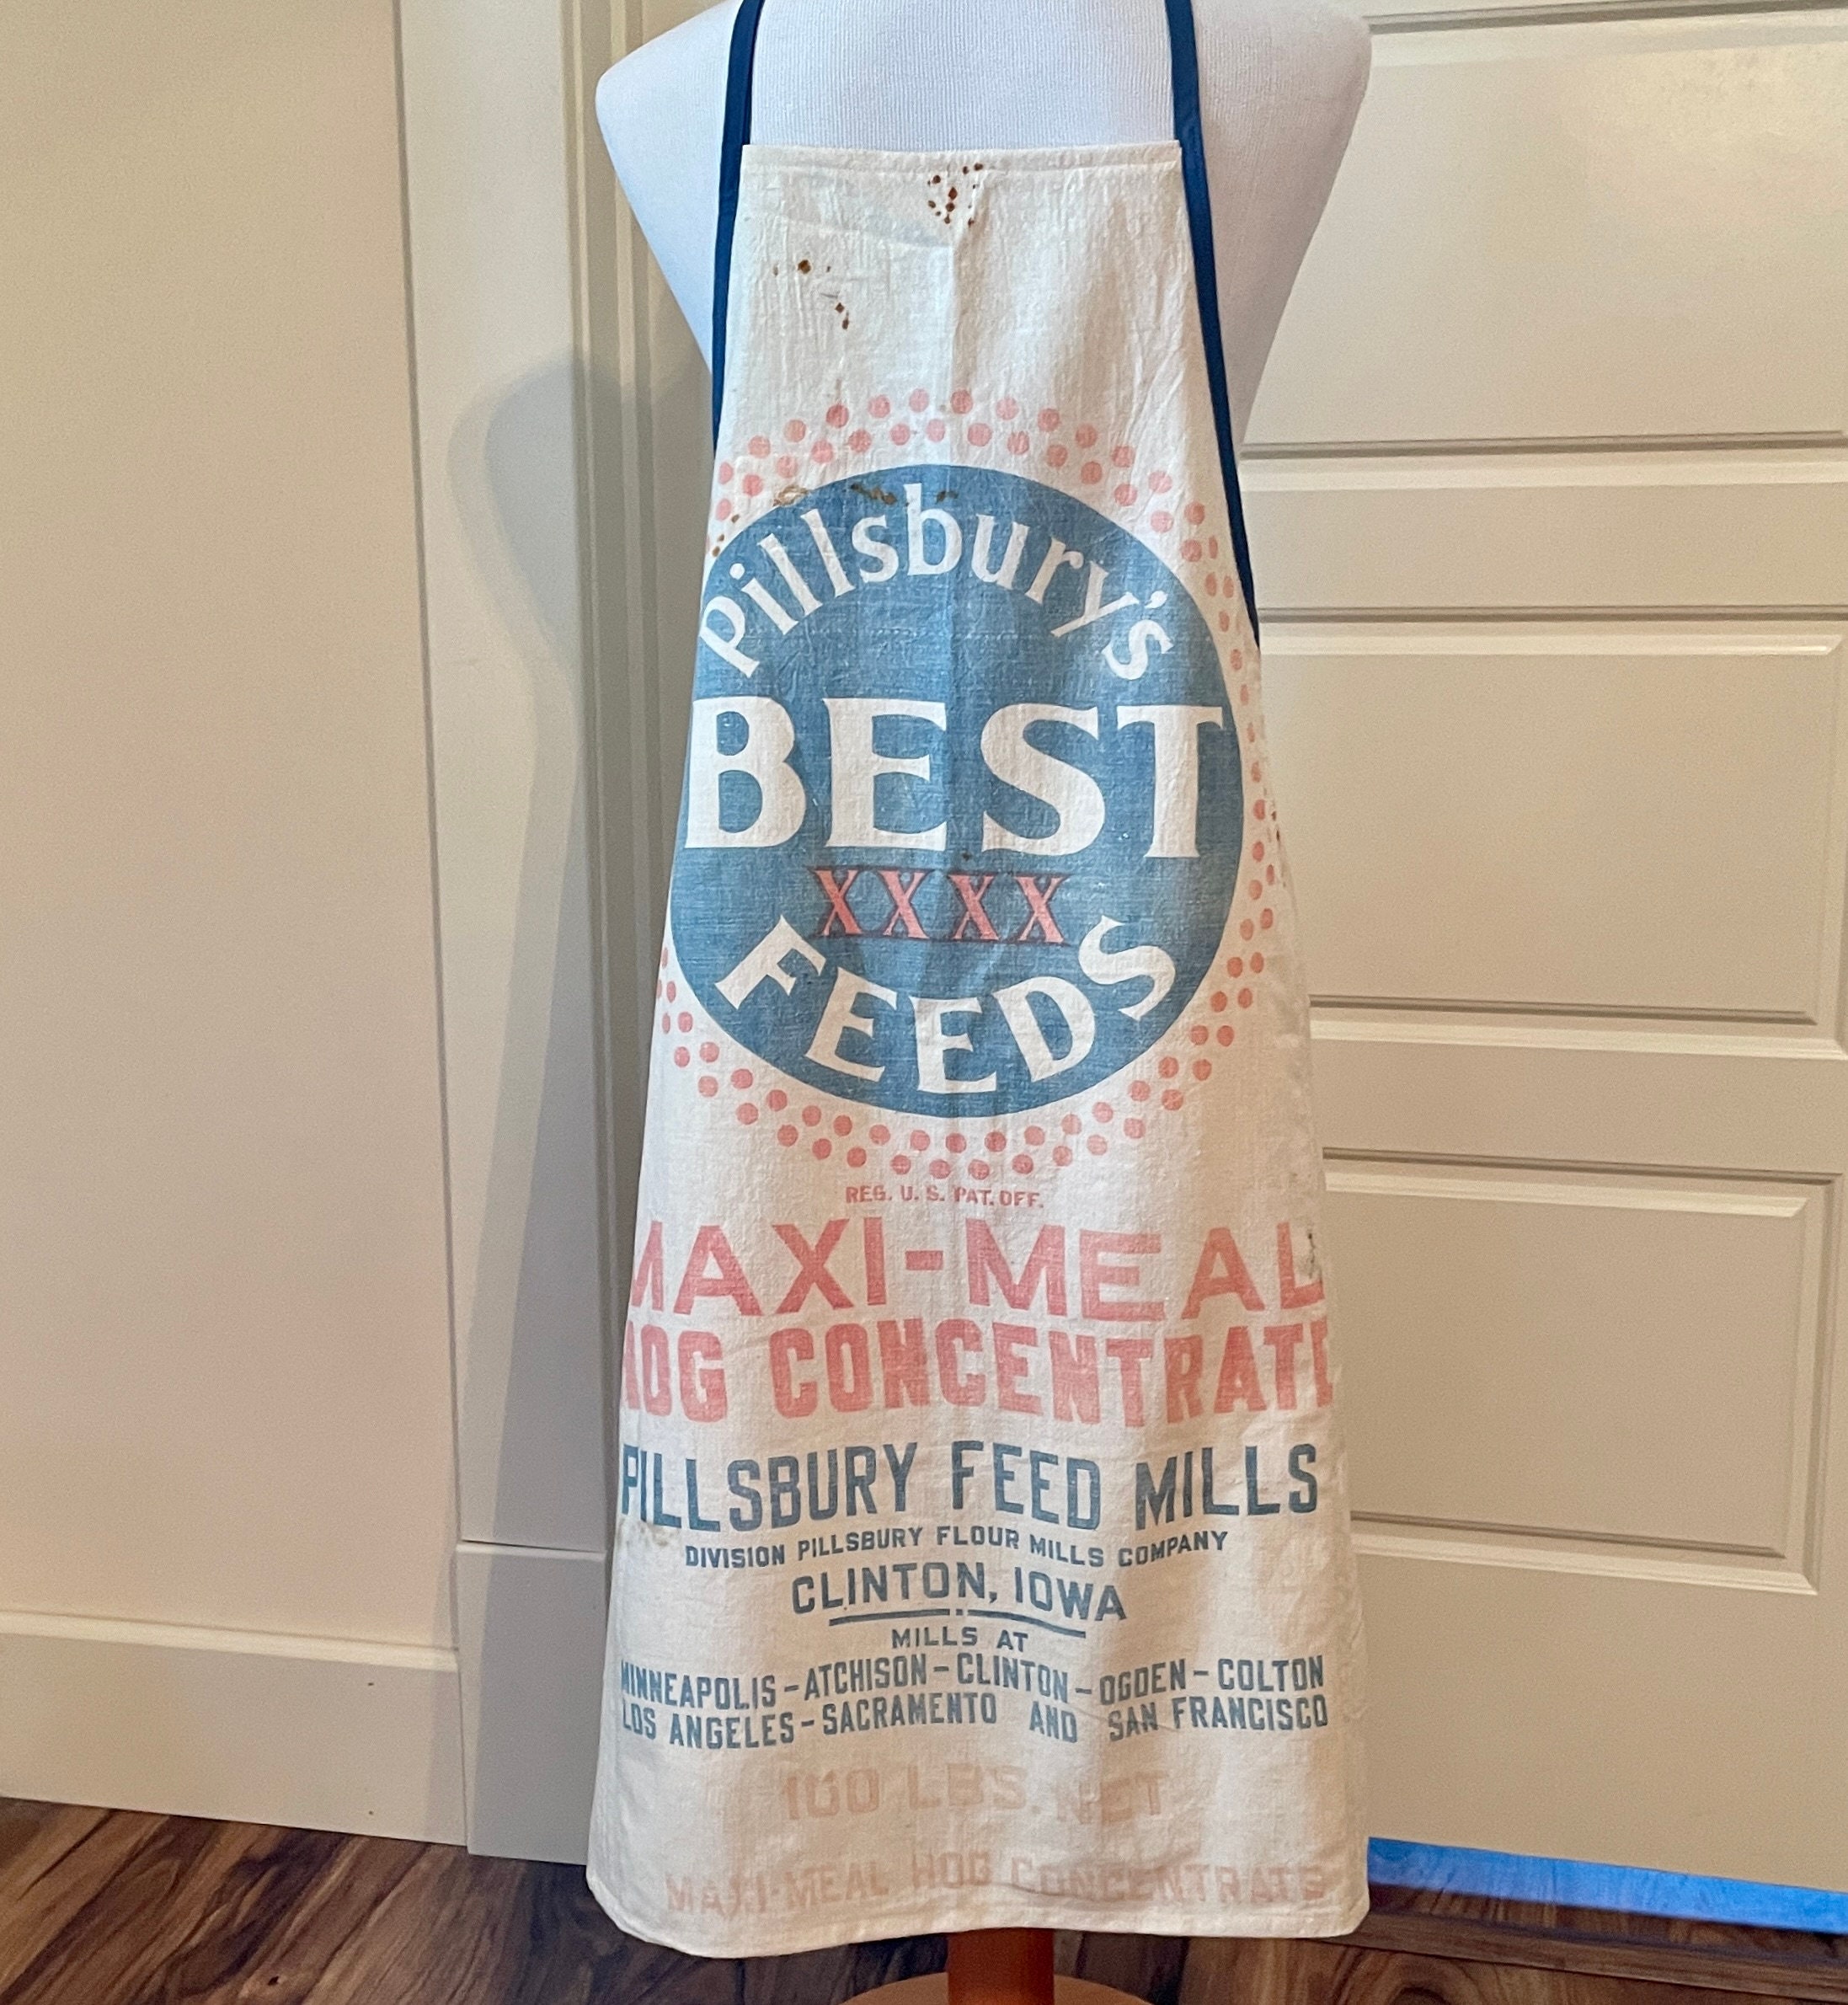 Pillsbury's
BEST
XXXX
FEEDS
REG. U. S. PAT. OFF.
MAXI-MEAL
HOG CONCENTRATE
PILLSBURY FEED MILLS
DIVISION PILLSBURY FLOUR MILLS COMPANY
CLINTON, IOWA
MILLS AT
MINNEAPOLIS - ATCHISON - CLINTON - OGDEN - COLTON
LOS ANGELES - SACRAMENTO AND SAN FRANCISCO
100 LBS. NET
MAXI-MEAL HOG CONCENTRATE